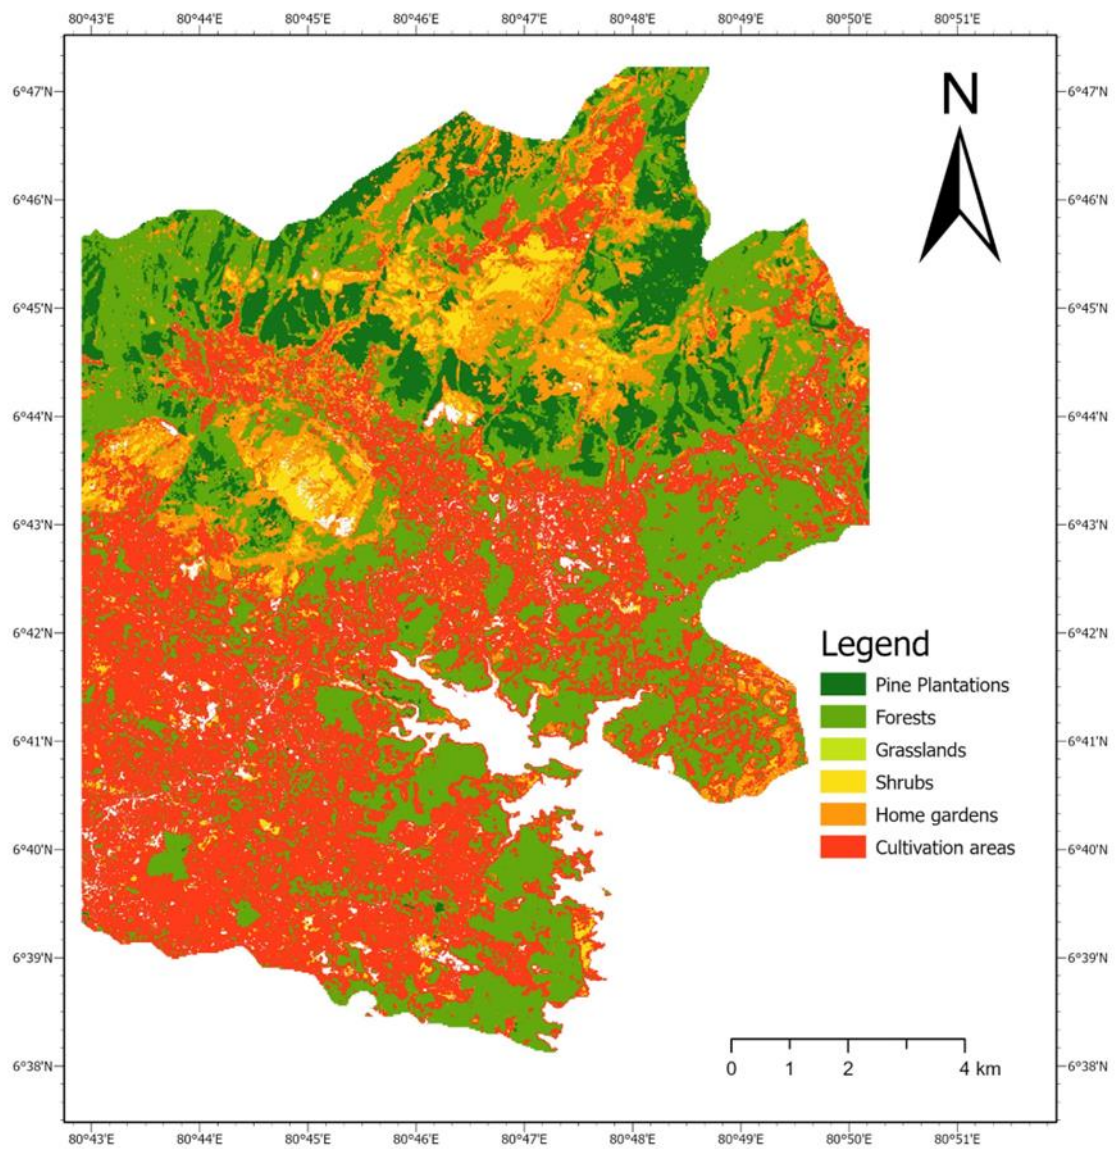 80°43'E 80°44'E 80°45'E 80°46'E 80°47'E 80°48'E 80°49'E 80°50'E 80°51'E
N
6°47'N 6°47'N
6°46'N 6°46'N
6°45'N 6°45'N
6°44'N 6°44'N
6°43'N 6°43'N
6°42'N 6°42'N
Legend
Pine Plantations
Forests
6°41'N 6°41'N
Grasslands
Shrubs
Home gardens
Cultivation areas
6°40'N 6°40'N
6°39'N 6°39'N
6°38'N 6°38'N
0 1 2 4 km
80°43'E 80°44'E 80°45'E 80°46'E 80°47'E 80°48'E 80°49'E 80°50'E 80°51'E